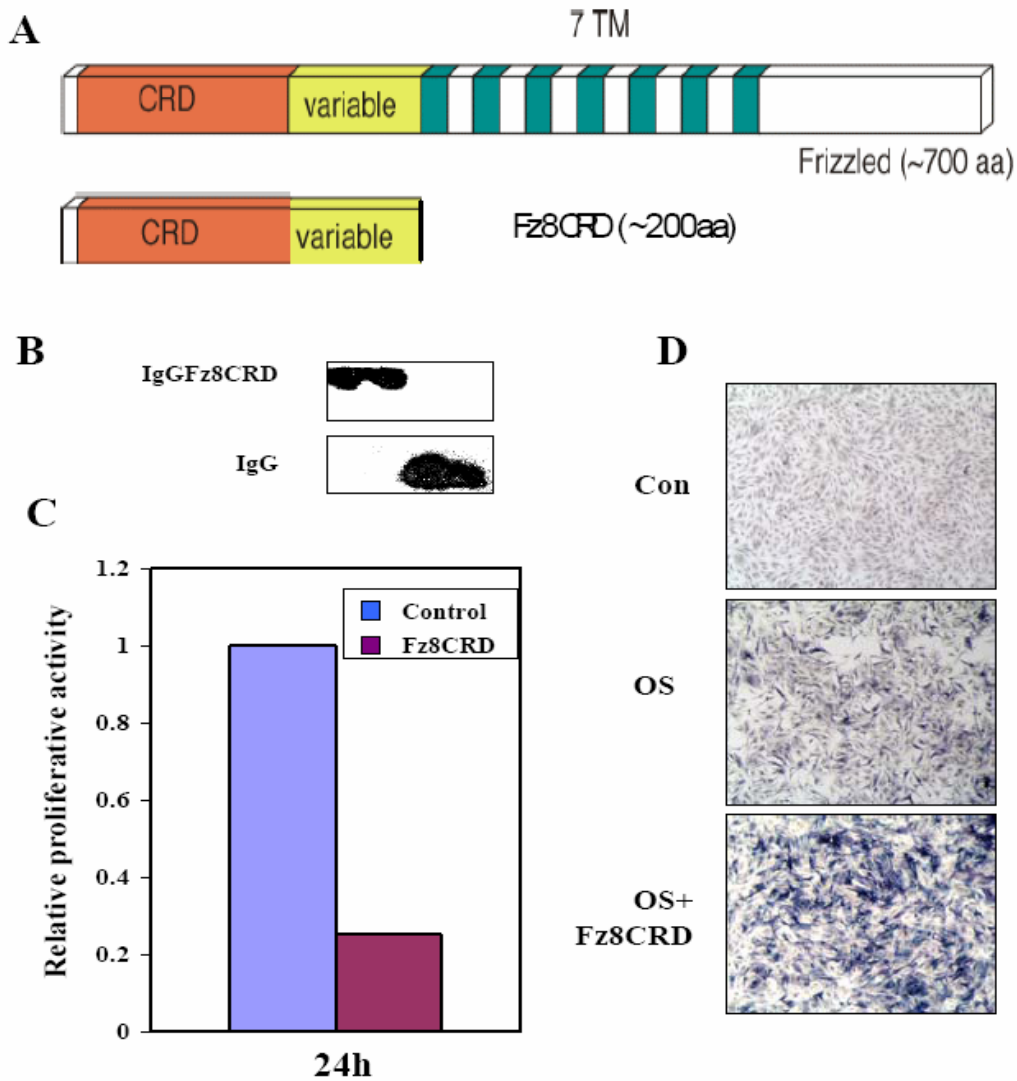 A
7 TM
CRD
variable
Frizzled (~700 aa)
CRD
variable
Fz8CRD (~200aa)
B
IgGFz8CRD
IgG
C
1.2
1
0.8
0.6
0.4
0.2
0
Relative proliferative activity
Control
Fz8CRD
24h
D
Con
OS
OS+
Fz8CRD